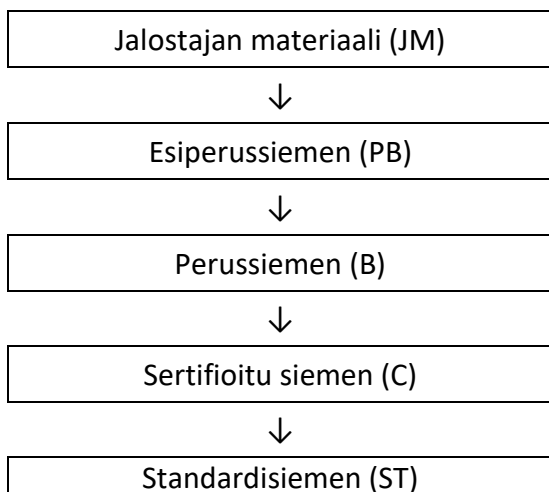 Jalostajan materiaali (JM)
↓
Esiperussiemen (PB)
↓
Perussiemen (B)
↓
Sertifioitu siemen (C)
↓
Standardisiemen (ST)